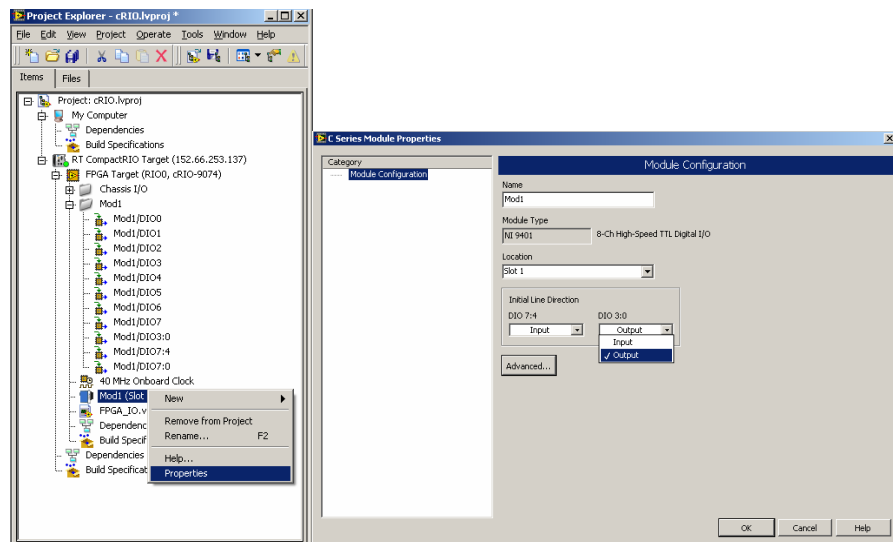 Project Explorer - cRIO.lvproj *
File Edit View Project Operate Tools Window Help
Items Files
Project: cRIO.lvproj
My Computer
Dependencies
Build Specifications
RT CompactRIO Target (152.66.253.137)
FPGA Target (RIO0, cRIO-9074)
Chassis I/O
Mod1
Mod1/DIO0
Mod1/DIO1
Mod1/DIO2
Mod1/DIO3
Mod1/DIO4
Mod1/DIO5
Mod1/DIO6
Mod1/DIO7
Mod1/DIO3:0
Mod1/DIO7:4
Mod1/DIO7:0
40 MHz Onboard Clock
Mod1 (Slot
FPGA_IO.v
Dependenc
Build Specif
Dependencies
Build Specificat
New
Remove from Project
Rename... F2
Help...
Properties
C Series Module Properties
Category
Module Configuration
Module Configuration
Name
Mod1
Module Type
NI 9401 8-Ch High-Speed TTL Digital I/O
Location
Slot 1
Initial Line Direction
DIO 7:4 DIO 3:0
Input Output
Input
✓ Output
Advanced...
OK Cancel Help